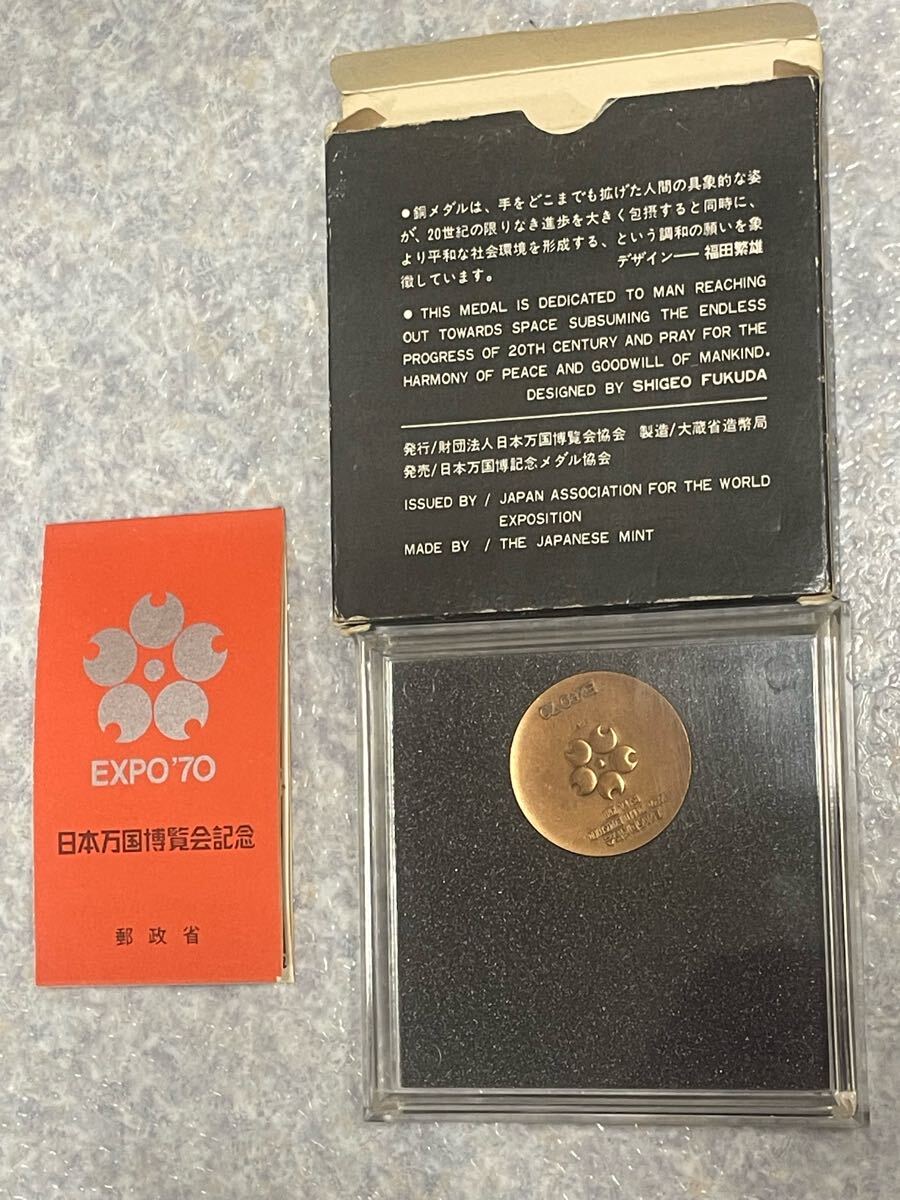 ●銅メダルは、手をどこまでも拡げた人間の具象的な姿
が、20世紀の限りなき進歩を大きく包摂すると同時に、
より平和な社会環境を形成する、という調和の願いを象
徴しています。 デザイン── 福田繁雄
● THIS MEDAL IS DEDICATED TO MAN REACHING
OUT TOWARDS SPACE SUBSUMING THE ENDLESS
PROGRESS OF 20TH CENTURY AND PRAY FOR THE
HARMONY OF PEACE AND GOODWILL OF MANKIND.
DESIGNED BY SHIGEO FUKUDA
発行/財団法人日本万国博覧会協会 製造/大蔵省造幣局
発売/日本万国博記念メダル協会
ISSUED BY / JAPAN ASSOCIATION FOR THE WORLD
EXPOSITION
MADE BY / THE JAPANESE MINT
EXPO'70
日本万国博覧会記念
郵政省
EXPO'70